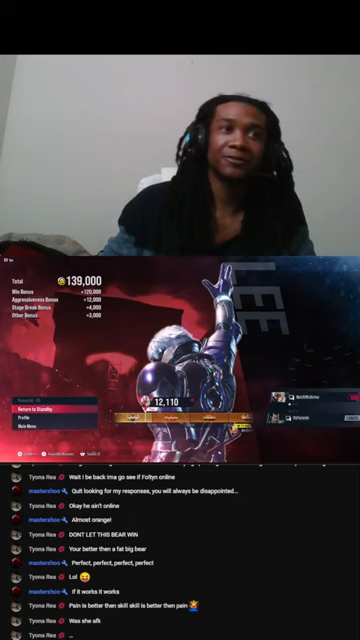 LEE
Total 139,000
Win Bonus +120,000
Aggressiveness Bonus +12,000
Stage Break Bonus +4,000
Other Bonus +3,000
12,110
Return to Standby
Profile
Main Menu
Tyona Rea Wait I be back ima go see if Foltyn online
mastershoo Quit looking for my responses, you will always be disappointed...
Tyona Rea Okay he ain't online
mastershoo Almost orange!
Tyona Rea DONT LET THIS BEAR WIN
Tyona Rea Your better then a fat big bear
mastershoo Perfect, perfect, perfect, perfect
Tyona Rea Lol 😝
mastershoo If it works it works
Tyona Rea Pain is better then skill skill is better then pain
Tyona Rea Was she afk
Tyona Rea ..